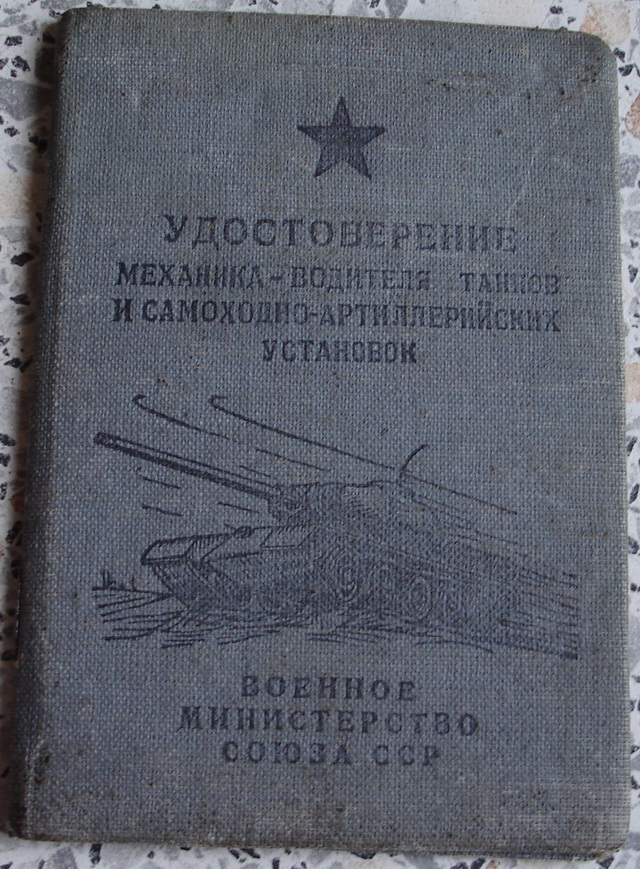 УДОСТОВЕРЕНИЕ
МЕХАНИКА-ВОДИТЕЛЯ ТАНКОВ
И САМОХОДНО-АРТИЛЛЕРИЙСКИХ
УСТАНОВОК
ВОЕННОЕ
МИНИСТЕРСТВО
СОЮЗА ССР